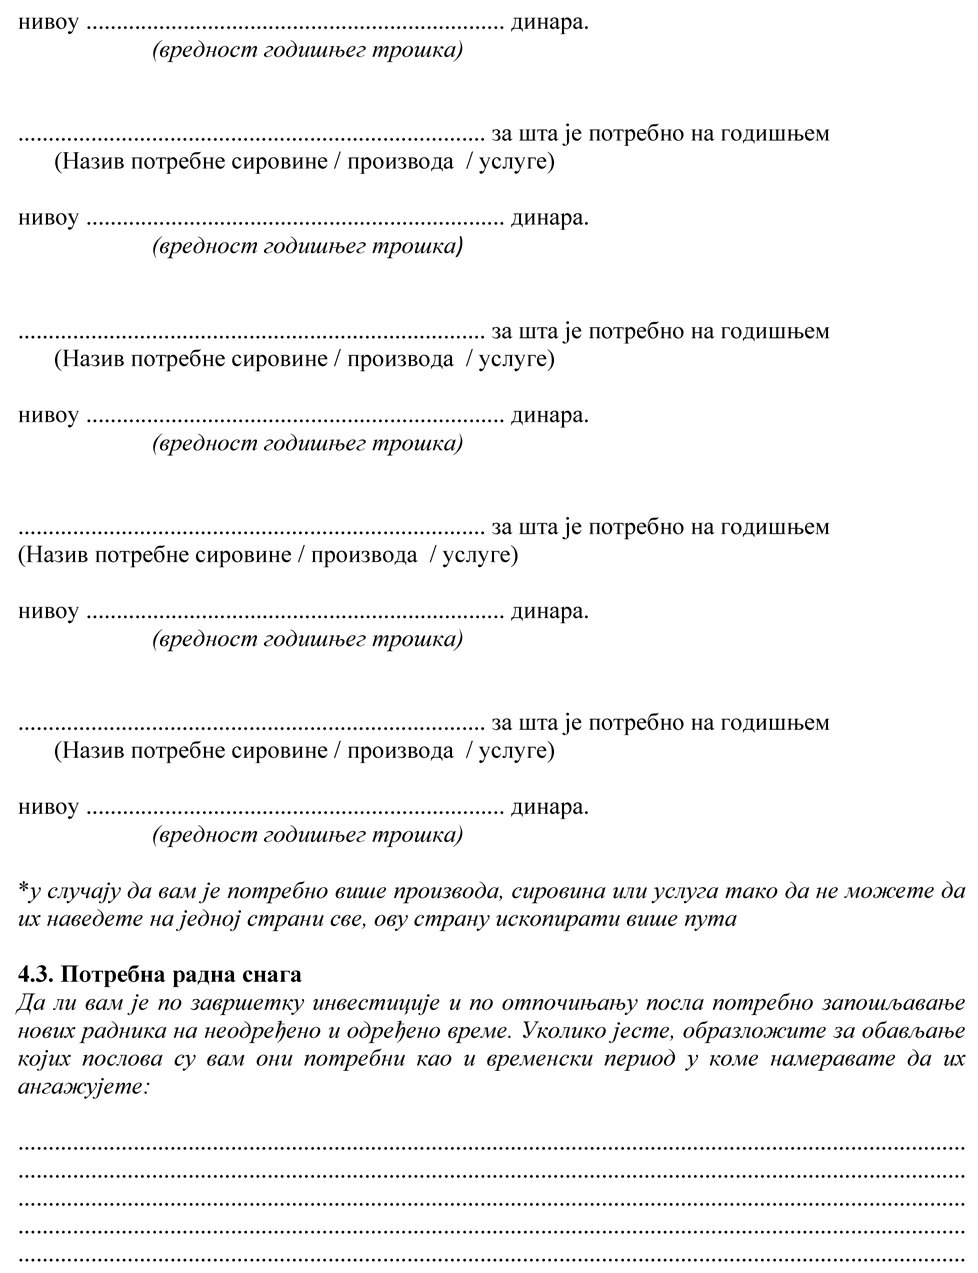 нивоу ..................................................................... динара.
(вредност годишњег трошка)
............................................................................. за шта је потребно на годишњем
(Назив потребне сировине / производа / услуге)
нивоу ..................................................................... динара.
(вредност годишњег трошка)
............................................................................. за шта је потребно на годишњем
(Назив потребне сировине / производа / услуге)
нивоу ..................................................................... динара.
(вредност годишњег трошка)
............................................................................. за шта је потребно на годишњем
(Назив потребне сировине / производа / услуге)
нивоу ..................................................................... динара.
(вредност годишњег трошка)
............................................................................. за шта је потребно на годишњем
(Назив потребне сировине / производа / услуге)
нивоу ..................................................................... динара.
(вредност годишњег трошка)
*у случају да вам је потребно више производа, сировина или услуга тако да не можете да
их наведете на једној страни све, ову страну ископирати више пута
4.3. Потребна радна снага
Да ли вам је по завршетку инвестиције и по отпочињању посла потребно запошљавање
нових радника на неодређено и одређено време. Уколико јесте, образложите за обављање
којих послова су вам они потребни као и временски период у коме намеравате да их
ангажујете:
............................................................................................................................................................
............................................................................................................................................................
............................................................................................................................................................
............................................................................................................................................................
............................................................................................................................................................